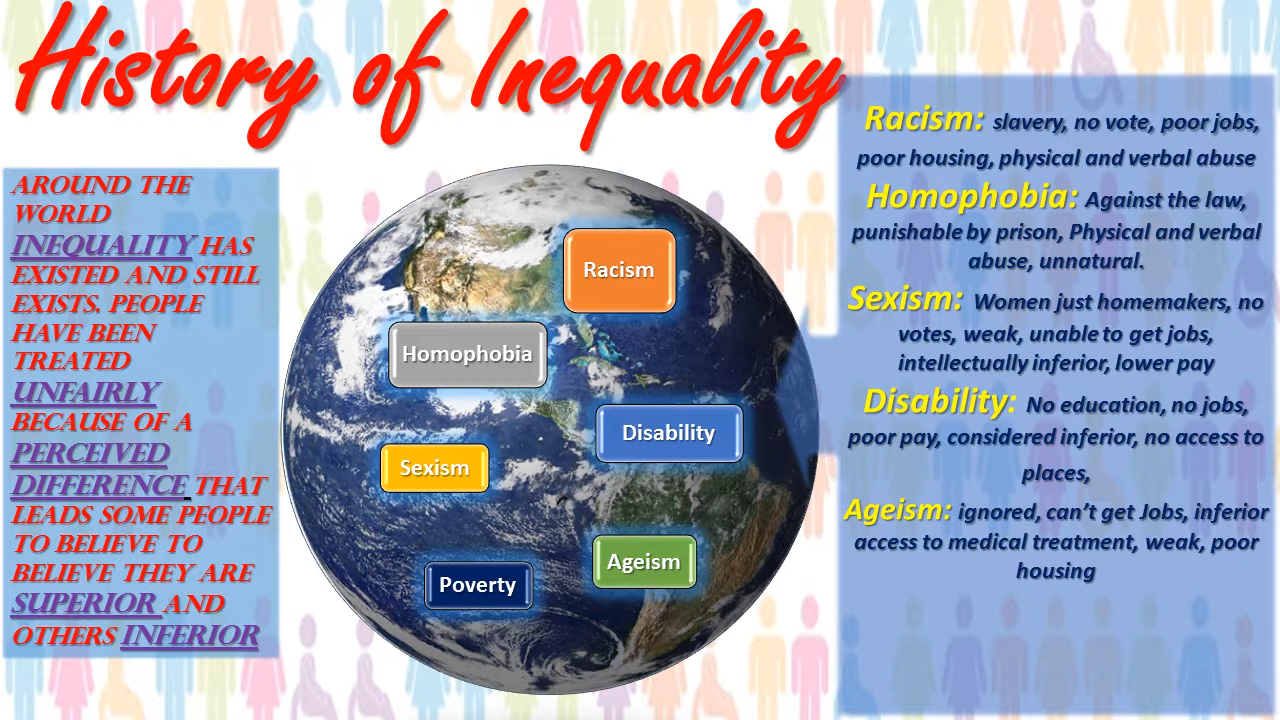 History of Inequality
AROUND THE
WORLD
INEQUALITY HAS
EXISTED AND STILL
EXISTS. PEOPLE
HAVE BEEN
TREATED
UNFAIRLY
BECAUSE OF A
PERCEIVED
DIFFERENCE THAT
LEADS SOME PEOPLE
TO BELIEVE TO
BELIEVE THEY ARE
SUPERIOR AND
OTHERS INFERIOR
Racism
Homophobia
Disability
Sexism
Ageism
Poverty
Racism: slavery, no vote, poor jobs,
poor housing, physical and verbal abuse
Homophobia: Against the law,
punishable by prison, Physical and verbal
abuse, unnatural.
Sexism: Women just homemakers, no
votes, weak, unable to get jobs,
intellectually inferior, lower pay
Disability: No education, no jobs,
poor pay, considered inferior, no access to
places,
Ageism: ignored, can't get Jobs, inferior
access to medical treatment, weak, poor
housing